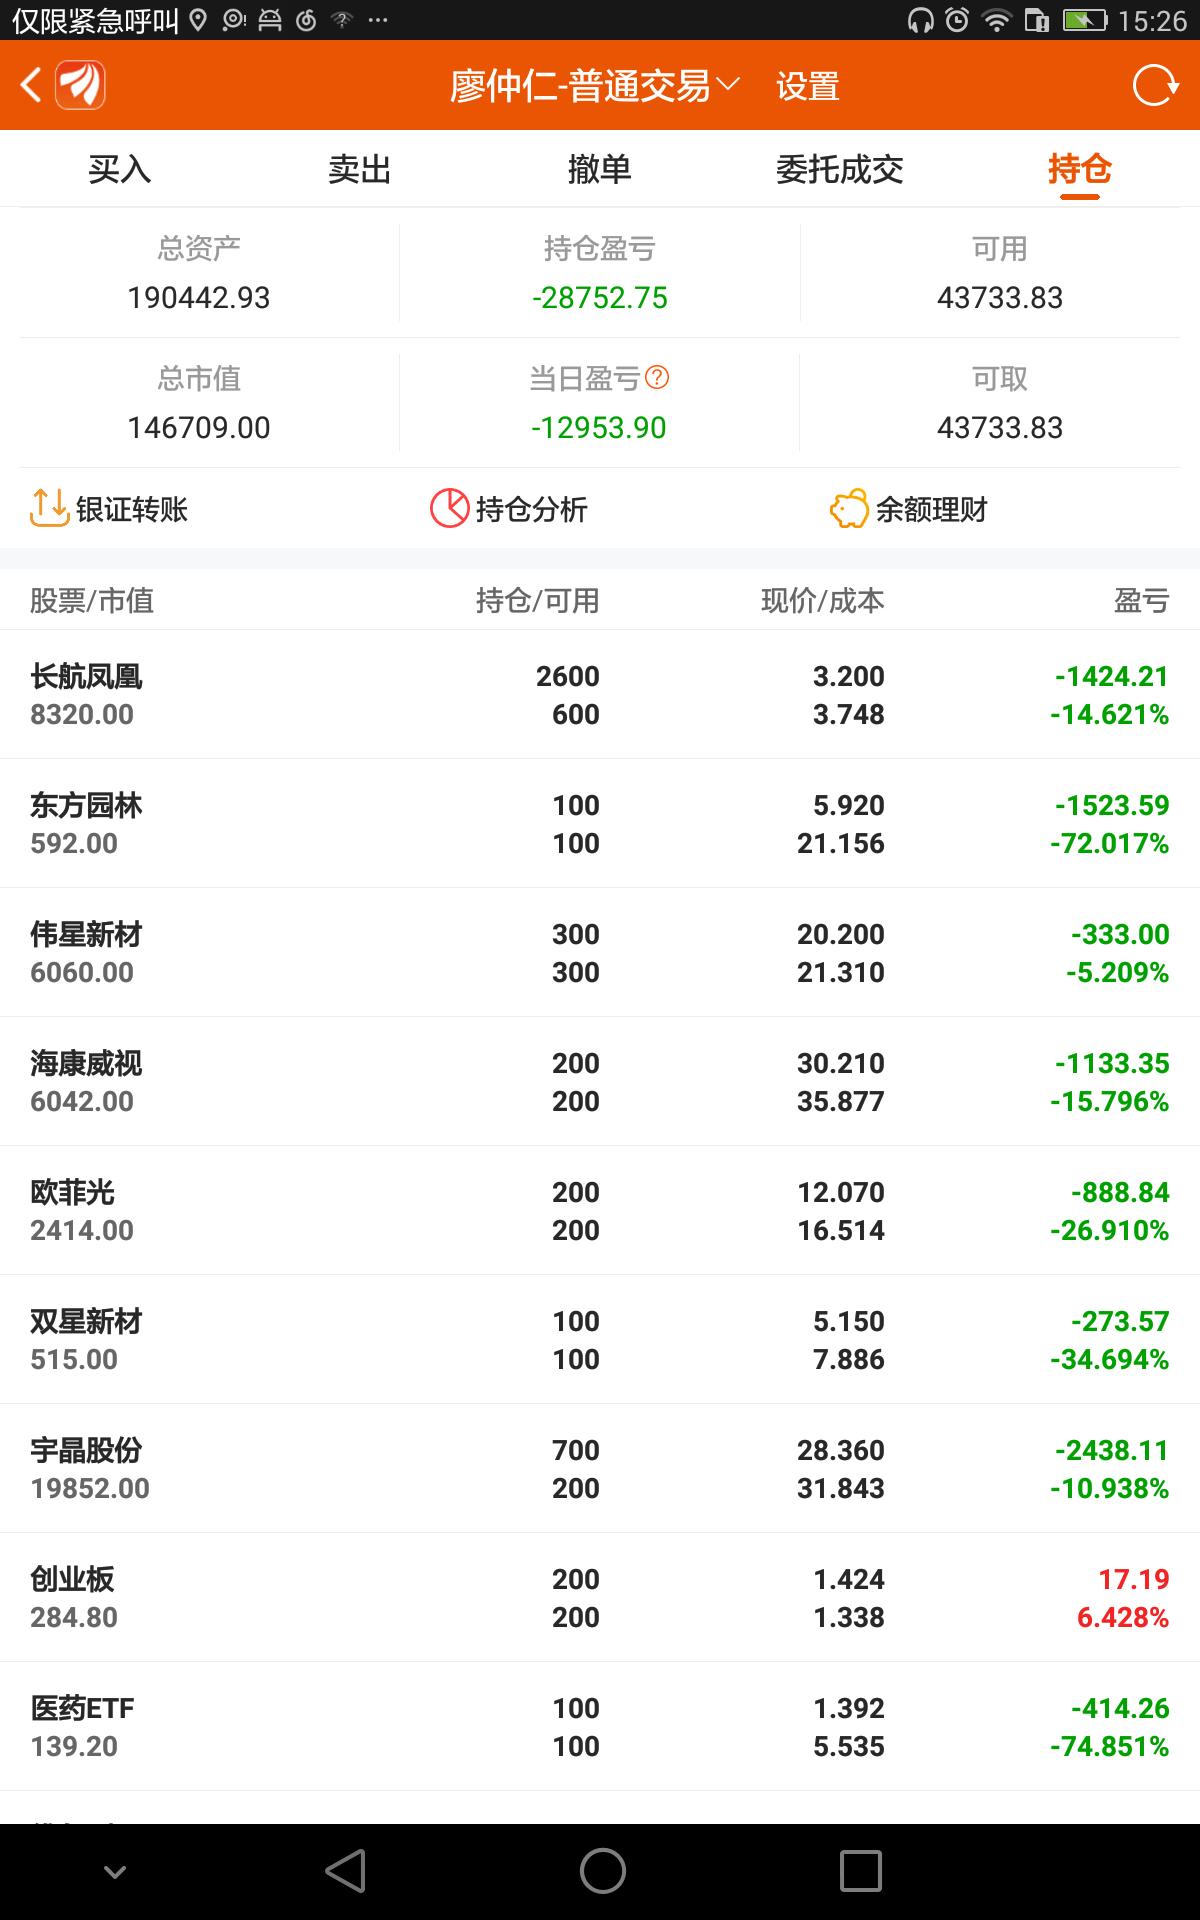 仅限紧急呼叫 15:26
廖仲仁-普通交易 设置
买入 卖出 撤单 委托成交 持仓
总资产 持仓盈亏 可用
190442.93 -28752.75 43733.83
总市值 当日盈亏? 可取
146709.00 -12953.90 43733.83
银证转账 持仓分析 余额理财
股票/市值 持仓/可用 现价/成本 盈亏
长航凤凰 2600 3.200 -1424.21
8320.00 600 3.748 -14.621%
东方园林 100 5.920 -1523.59
592.00 100 21.156 -72.017%
伟星新材 300 20.200 -333.00
6060.00 300 21.310 -5.209%
海康威视 200 30.210 -1133.35
6042.00 200 35.877 -15.796%
欧菲光 200 12.070 -888.84
2414.00 200 16.514 -26.910%
双星新材 100 5.150 -273.57
515.00 100 7.886 -34.694%
宇晶股份 700 28.360 -2438.11
19852.00 200 31.843 -10.938%
创业板 200 1.424 17.19
284.80 200 1.338 6.428%
医药ETF 100 1.392 -414.26
139.20 100 5.535 -74.851%